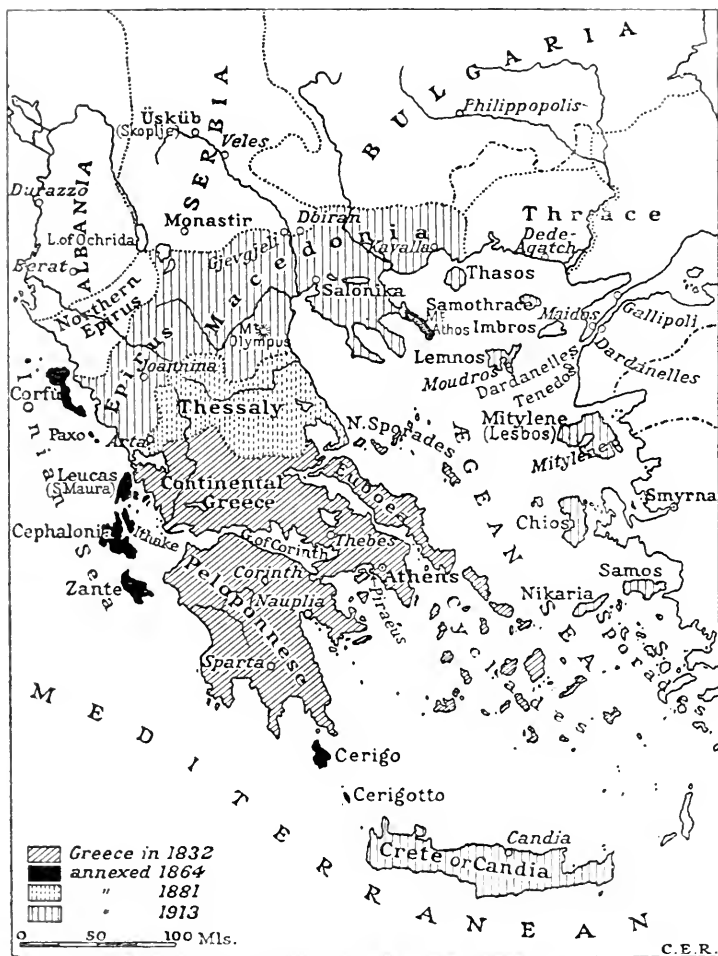 BULGARIA
Philippopolis
Üsküb
(Skoplje)
SERBIA
Veles
Durazzo
ALBANIA
Thrace
Monastir
Doiran
Dede-
Agatch
L. of Ochrida
Gjevgjeli
Macedonia
Kavalla
Berat
Northern
Epirus
Salonika
Thasos
Samothrace
Maidos
Gallipoli
Mt
Athos
Imbros
Mt
Olympus
Lemnos
Moudros
Dardanelles
Dardanelles
Tenedos
Epirus
Joannina
Corfu
Thessaly
Paxo
Arta
N. Sporades
ÆGEAN SEA
Mitylene
(Lesbos)
Mitylene
Ionian Sea
Leucas
(S. Maura)
Continental
Greece
Euboea
Smyrna
Chios
Cephalonia
Ithake
G. of Corinth
Thebes
Corinth
Athens
Piraeus
Samos
Zante
Peloponnese
Nauplia
Nikaria
Cyclades
So. Sporades
Sparta
MEDITERRANEAN
Cerigo
Cerigotto
Candia
Crete or Candia
Greece in 1832
annexed 1864
" 1881
" 1913
0 50 100 Mls.
C.E.R.